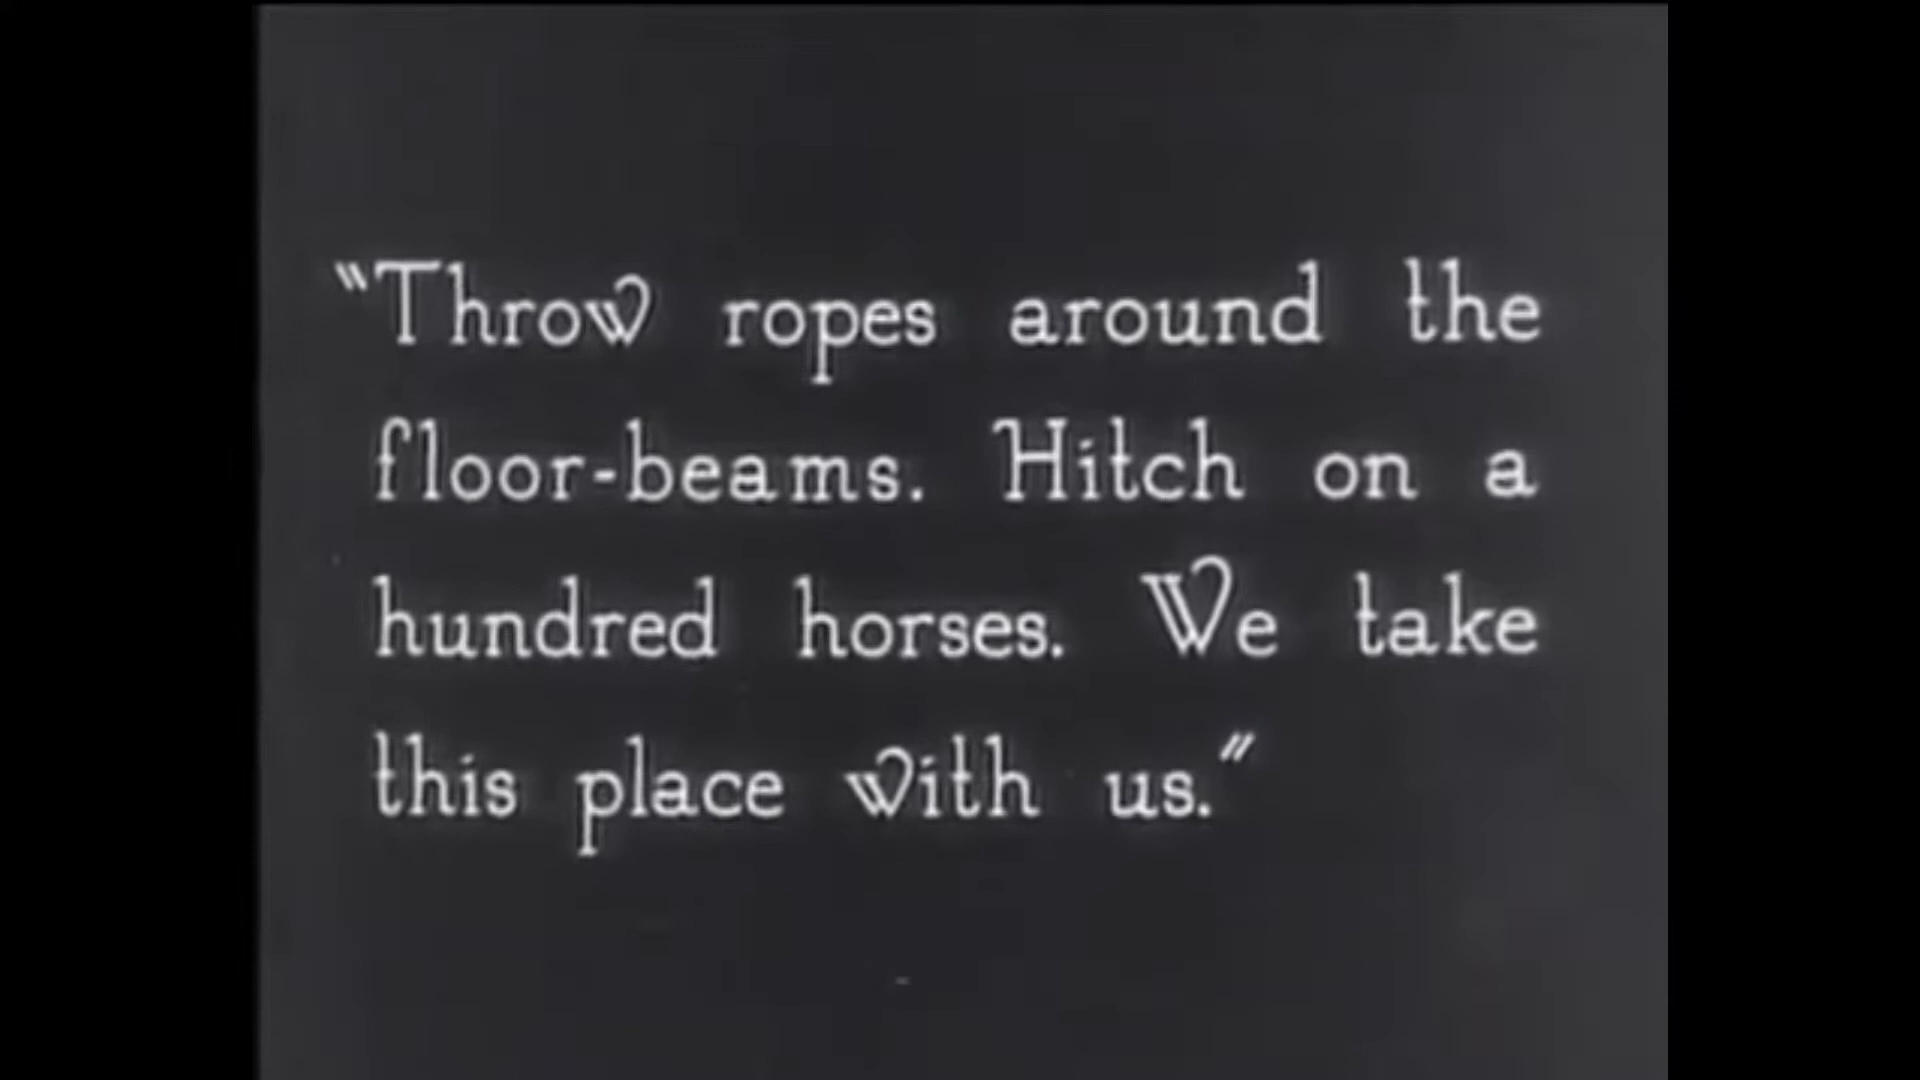 "Throw ropes around the
floor-beams. Hitch on a
hundred horses. We take
this place with us."